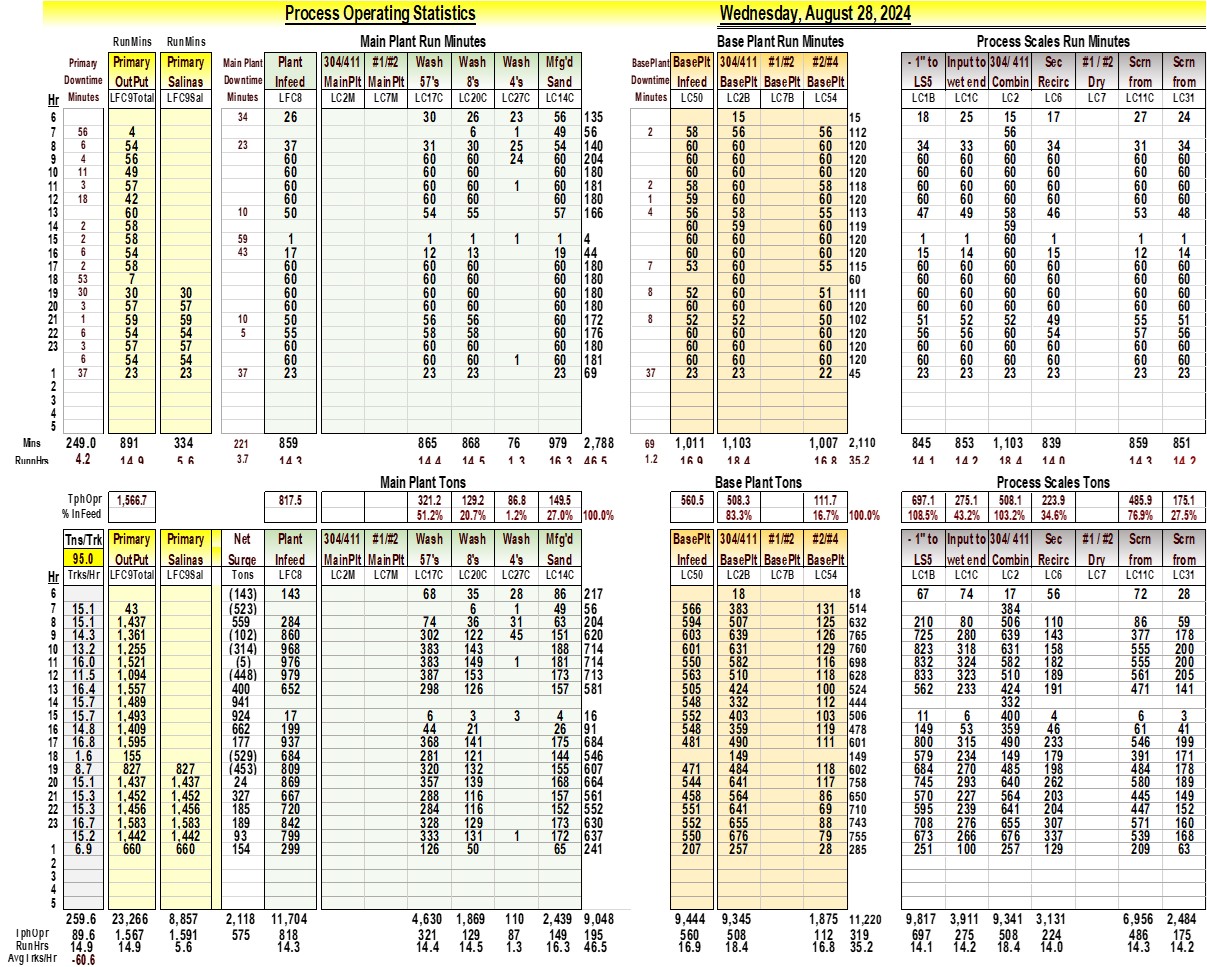 Process Operating Statistics Wednesday, August 28, 2024
RunMins RunMins Main Plant Run Minutes Base Plant Run Minutes Process Scales Run Minutes
Primary Primary Primary Main Plant Plant 304/411 #1/#2 Wash Wash Wash Mfg'd BasePlant BasePlt 304/411 #1/#2 #2/#4 - 1" to Input to 304/ 411 Sec #1 / #2 Scrn Scrn
Downtime OutPut Salinas Downtime Infeed MainPlt MainPlt 57's 8's 4's Sand Downtime Infeed BasePlt BasePlt BasePlt LS5 wet end Combin Recirc Dry from from
Hr Minutes LFC9Total LFC9Sal Minutes LFC8 LC2M LC7M LC17C LC20C LC27C LC14C Minutes LC50 LC2B LC7B LC54 LC1B LC1C LC2 LC6 LC7 LC11C LC31
6 34 26 30 26 23 56 135 15 15 18 25 15 17 27 24
7 56 4 6 1 49 56 2 58 56 56 112 56
8 6 54 23 37 31 30 25 54 140 60 60 60 120 34 33 60 34 31 34
9 4 56 60 60 60 24 60 204 60 60 60 120 60 60 60 60 60 60
10 11 49 60 60 60 60 180 60 60 60 120 60 60 60 60 60 60
11 3 57 60 60 60 1 60 181 2 58 60 58 118 60 60 60 60 60 60
12 18 42 60 60 60 60 180 1 59 60 60 120 60 60 60 60 60 60
13 60 10 50 54 55 57 166 4 56 58 55 113 47 49 58 46 53 48
14 2 58 60 59 60 119 59
15 2 58 59 1 1 1 1 1 4 60 60 60 120 1 1 60 1 1 1
16 6 54 43 17 12 13 19 44 60 60 60 120 15 14 60 15 12 14
17 2 58 60 60 60 60 180 7 53 60 55 115 60 60 60 60 60 60
18 53 7 60 60 60 60 180 60 60 60 60 60 60 60 60
19 30 30 30 60 60 60 60 180 8 52 60 51 111 60 60 60 60 60 60
20 3 57 57 60 60 60 60 180 60 60 60 120 60 60 60 60 60 60
21 1 59 59 10 50 56 56 60 172 8 52 52 50 102 51 52 52 49 55 51
22 6 54 54 5 55 58 58 60 176 60 60 60 120 56 56 60 54 57 56
23 3 57 57 60 60 60 60 180 60 60 60 120 60 60 60 60 60 60
6 54 54 60 60 60 1 60 181 60 60 60 120 60 60 60 60 60 60
1 37 23 23 37 23 23 23 23 69 37 23 23 22 45 23 23 23 23 23 23
2
3
4
5
Mins 249.0 891 334 221 859 865 868 76 979 2,788 69 1,011 1,103 1,007 2,110 845 853 1,103 839 859 851
RunnHrs 4.2 14.9 5.6 3.7 14.3 14.4 14.5 1.3 16.3 46.5 1.2 16.9 18.4 16.8 35.2 14.1 14.2 18.4 14.0 14.3 14.2
Main Plant Tons Base Plant Tons Process Scales Tons
TphOpr 1,566.7 817.5 321.2 129.2 86.8 149.5 560.5 508.3 111.7 697.1 275.1 508.1 223.9 485.9 175.1
% InFeed 51.2% 20.7% 1.2% 27.0% 100.0% 83.3% 16.7% 100.0% 108.5% 43.2% 103.2% 34.6% 76.9% 27.5%
Tns/Trk Primary Primary Net Plant 304/411 #1/#2 Wash Wash Wash Mfg'd BasePlt 304/411 #1/#2 #2/#4 - 1" to Input to 304/ 411 Sec #1 / #2 Scrn Scrn
95.0 OutPut Salinas Surge Infeed MainPlt MainPlt 57's 8's 4's Sand Infeed BasePlt BasePlt BasePlt LS5 wet end Combin Recirc Dry from from
Hr Trks/Hr LFC9Total LFC9Sal Tons LFC8 LC2M LC7M LC17C LC20C LC27C LC14C LC50 LC2B LC7B LC54 LC1B LC1C LC2 LC6 LC7 LC11C LC31
6 (143) 143 68 35 28 86 217 18 18 67 74 17 56 72 28
7 15.1 43 (523) 6 1 49 56 566 383 131 514 384
8 15.1 1,437 559 284 74 36 31 63 204 594 507 125 632 210 80 506 110 86 59
9 14.3 1,361 (102) 860 302 122 45 151 620 603 639 126 765 725 280 639 143 377 178
10 13.2 1,255 (314) 968 383 143 188 714 601 631 129 760 823 318 631 158 555 200
11 16.0 1,521 (5) 976 383 149 1 181 714 550 582 116 698 832 324 582 182 555 200
12 11.5 1,094 (448) 979 387 153 173 713 563 510 118 628 833 323 510 189 561 205
13 16.4 1,557 400 652 298 126 157 581 505 424 100 524 562 233 424 191 471 141
14 15.7 1,489 941 548 332 112 444 332
15 15.7 1,493 924 17 6 3 3 4 16 552 403 103 506 11 6 400 4 6 3
16 14.8 1,409 662 199 44 21 26 91 548 359 119 478 149 53 359 46 61 41
17 16.8 1,595 177 937 368 141 175 684 481 490 111 601 800 315 490 233 546 199
18 1.6 155 (529) 684 281 121 144 546 149 149 579 234 149 179 391 171
19 8.7 827 827 (453) 809 320 132 155 607 471 484 118 602 684 270 485 198 484 178
20 15.1 1,437 1,437 24 869 357 139 168 664 544 641 117 758 745 293 640 262 580 189
21 15.3 1,452 1,452 327 667 288 116 157 561 458 564 86 650 570 227 564 203 445 149
22 15.3 1,456 1,456 185 720 284 116 152 552 551 641 69 710 595 239 641 204 447 152
23 16.7 1,583 1,583 189 842 328 129 173 630 552 655 88 743 708 276 655 307 571 160
15.2 1,442 1,442 93 799 333 131 1 172 637 550 676 79 755 673 266 676 337 539 168
1 6.9 660 660 154 299 126 50 65 241 207 257 28 285 251 100 257 129 209 63
2
3
4
5
259.6 23,266 8,857 2,118 11,704 4,630 1,869 110 2,439 9,048 9,444 9,345 1,875 11,220 9,817 3,911 9,341 3,131 6,956 2,484
TphOpr 89.6 1,567 1,591 575 818 321 129 87 149 195 560 508 112 319 697 275 508 224 486 175
RunHrs 14.9 14.9 5.6 14.3 14.4 14.5 1.3 16.3 46.5 16.9 18.4 16.8 35.2 14.1 14.2 18.4 14.0 14.3 14.2
AvgTrks/Hr -60.6